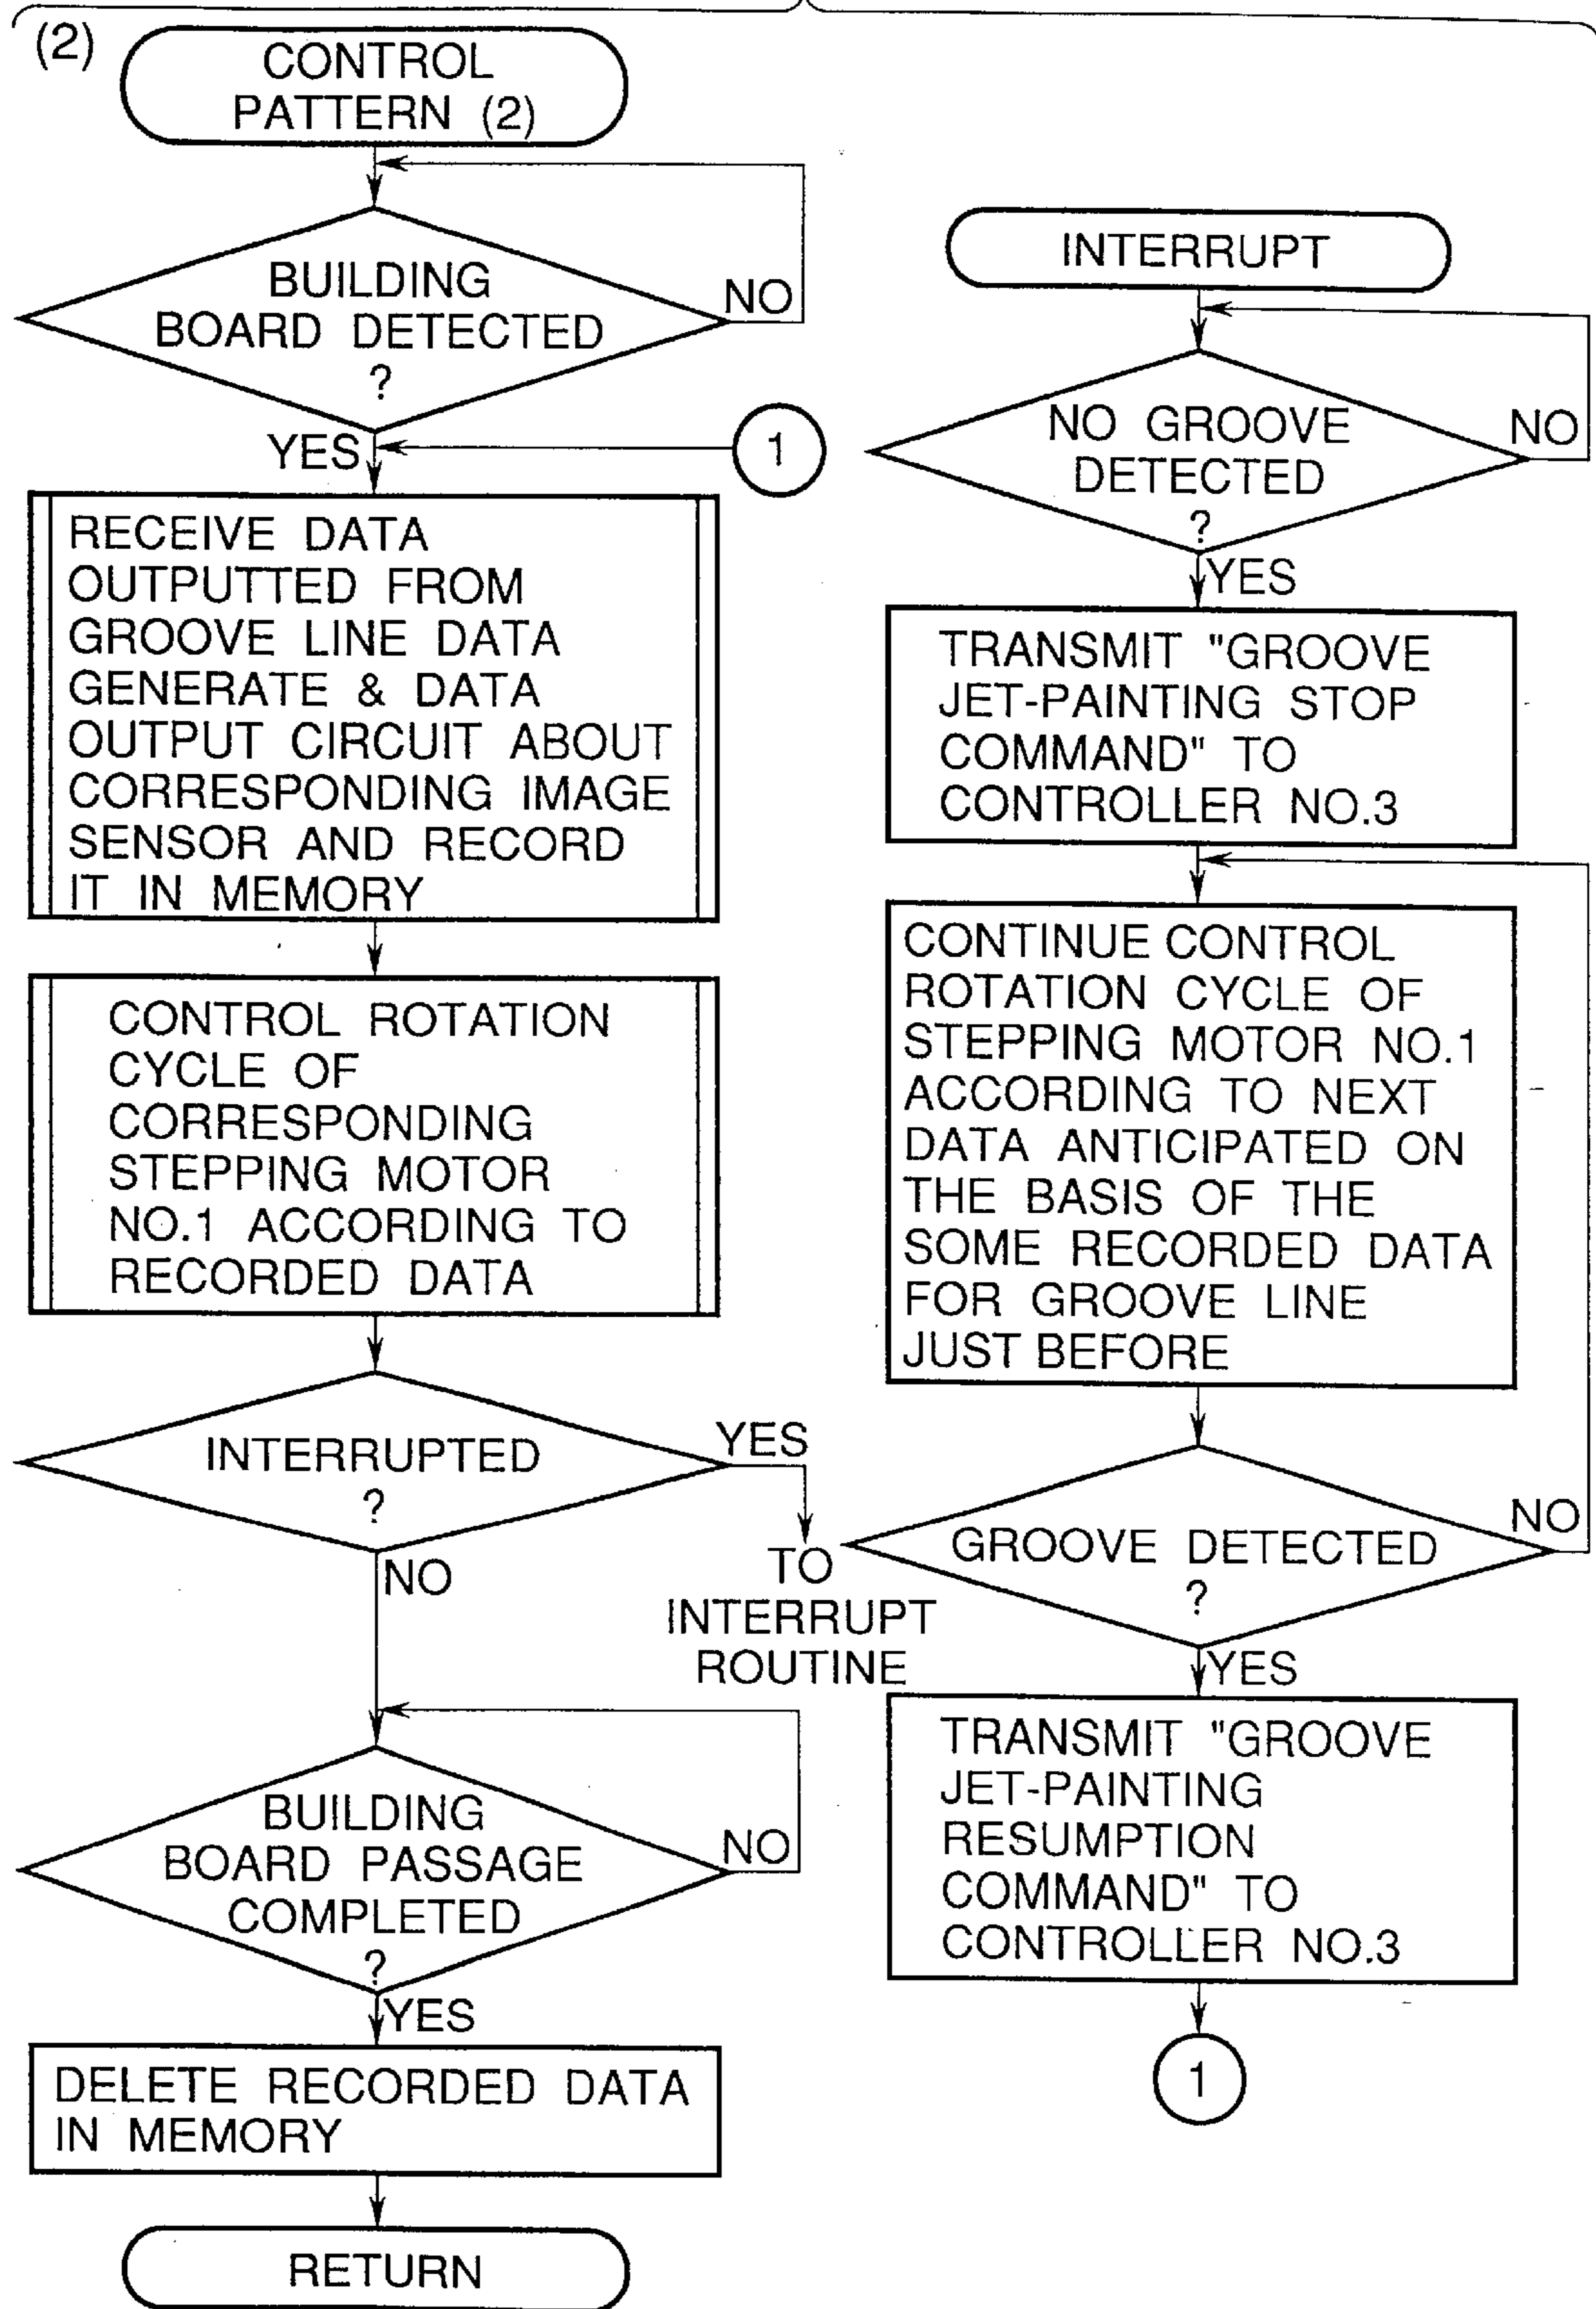 (2)
CONTROL
PATTERN (2)
BUILDING
BOARD DETECTED
?
NO
YES
1
RECEIVE DATA
OUTPUTTED FROM
GROOVE LINE DATA
GENERATE & DATA
OUTPUT CIRCUIT ABOUT
CORRESPONDING IMAGE
SENSOR AND RECORD
IT IN MEMORY
CONTROL ROTATION
CYCLE OF
CORRESPONDING
STEPPING MOTOR
NO.1 ACCORDING TO
RECORDED DATA
INTERRUPTED
?
YES
TO
INTERRUPT
ROUTINE
NO
BUILDING
BOARD PASSAGE
COMPLETED
?
NO
YES
DELETE RECORDED DATA
IN MEMORY
RETURN
INTERRUPT
NO GROOVE
DETECTED
?
NO
YES
TRANSMIT "GROOVE
JET-PAINTING STOP
COMMAND" TO
CONTROLLER NO.3
CONTINUE CONTROL
ROTATION CYCLE OF
STEPPING MOTOR NO.1
ACCORDING TO NEXT
DATA ANTICIPATED ON
THE BASIS OF THE
SOME RECORDED DATA
FOR GROOVE LINE
JUST BEFORE
GROOVE DETECTED
?
NO
YES
TRANSMIT "GROOVE
JET-PAINTING
RESUMPTION
COMMAND" TO
CONTROLLER NO.3
1